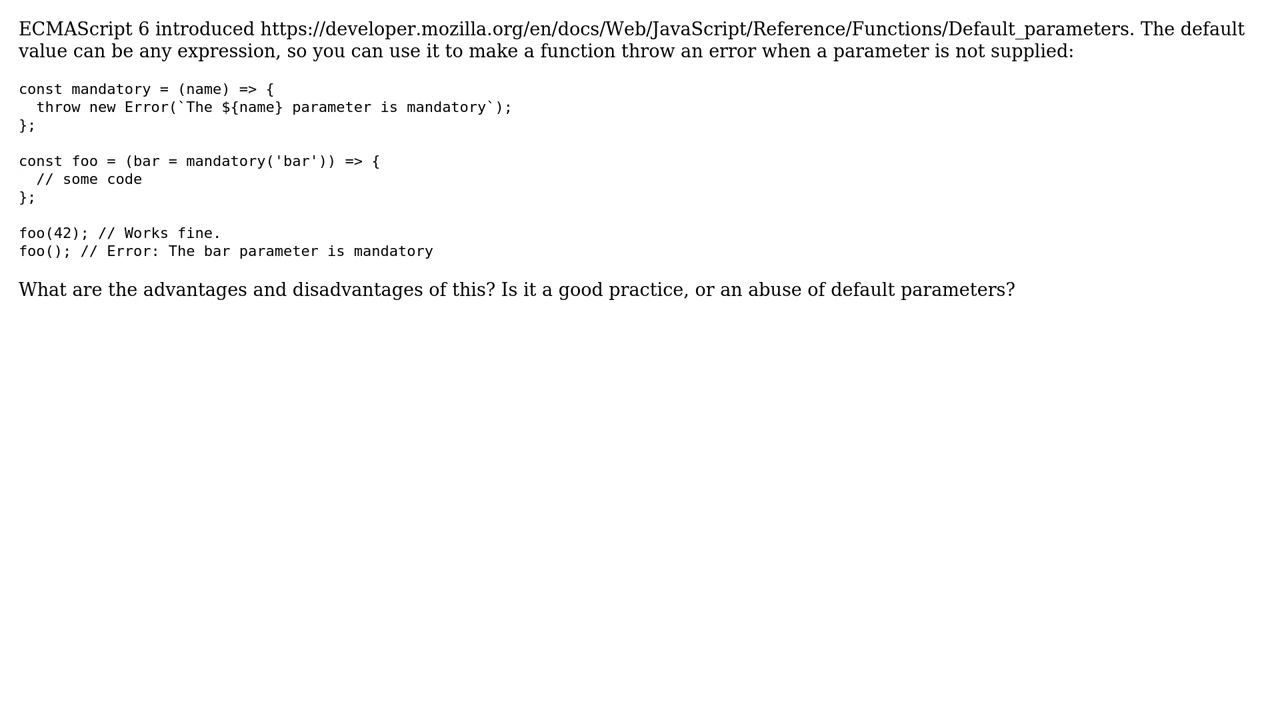 ECMAScript 6 introduced https://developer.mozilla.org/en/docs/Web/JavaScript/Reference/Functions/Default_parameters. The default
value can be any expression, so you can use it to make a function throw an error when a parameter is not supplied:
const mandatory = (name) => {
  throw new Error(`The ${name} parameter is mandatory`);
};
const foo = (bar = mandatory('bar')) => {
  // some code
};
foo(42); // Works fine.
foo(); // Error: The bar parameter is mandatory
What are the advantages and disadvantages of this? Is it a good practice, or an abuse of default parameters?